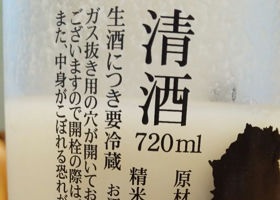 原材
精米
清酒
720ml
お酒
生酒につき要冷蔵
ガス抜き用の穴が開いてお
ございますので開栓の際は
また、中身がこぼれる恐れが